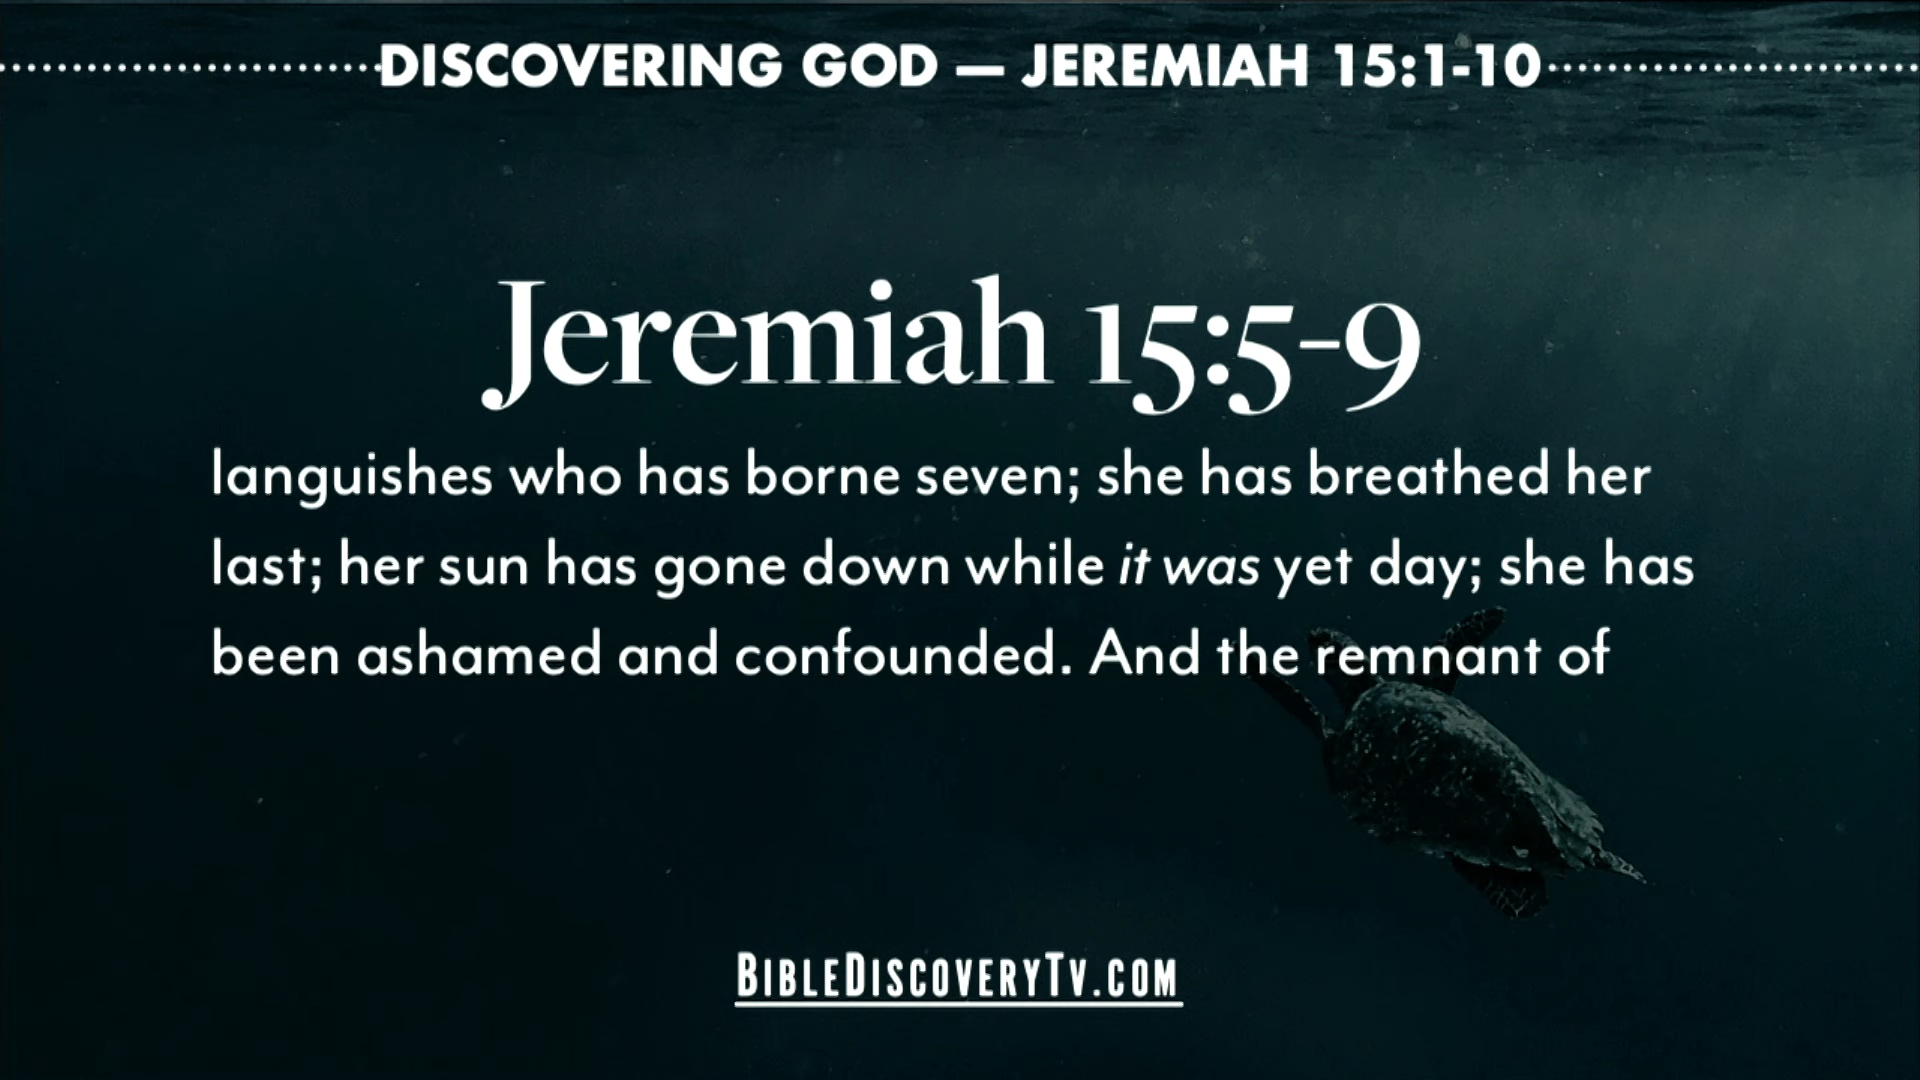 DISCOVERING GOD — JEREMIAH 15:1-10
Jeremiah 15:5-9
languishes who has borne seven; she has breathed her
last; her sun has gone down while it was yet day; she has
been ashamed and confounded. And the remnant of
BIBLEDISCOVERYTV.COM